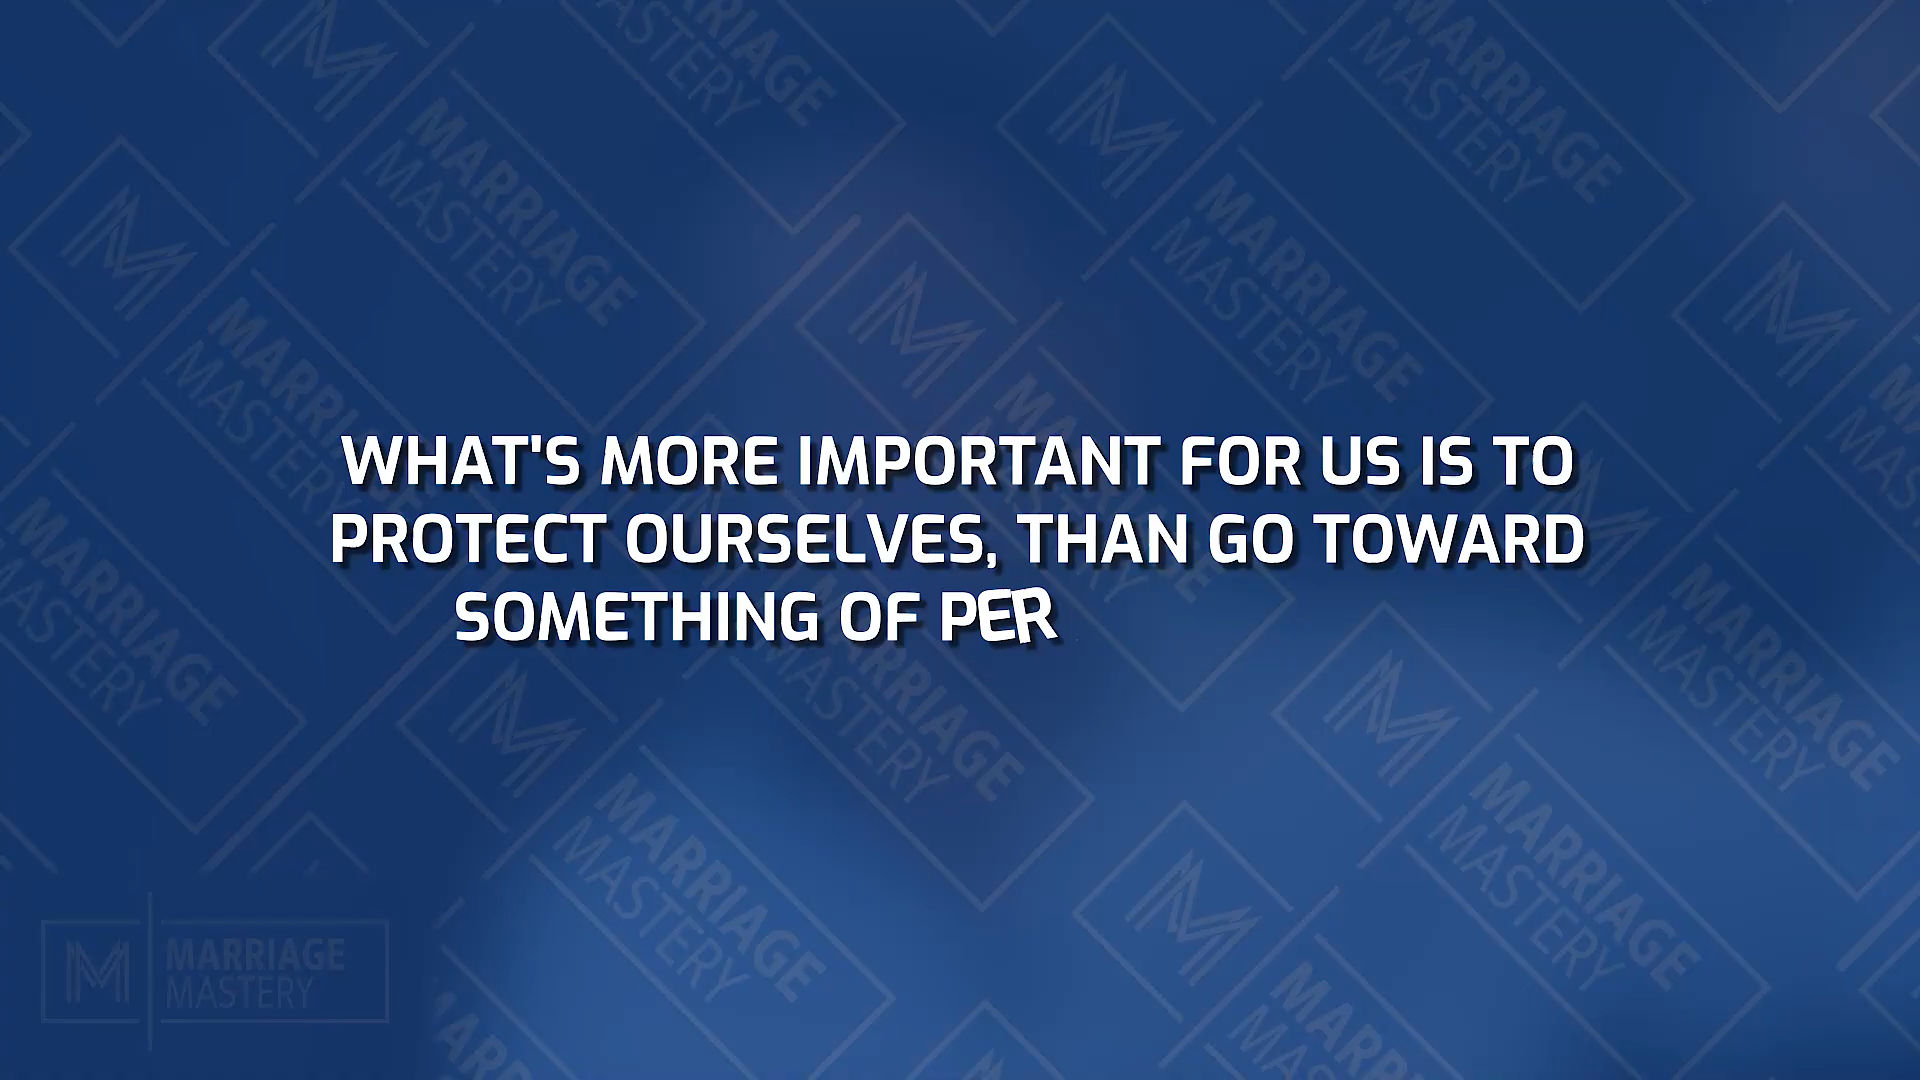 WHAT'S MORE IMPORTANT FOR US IS TO
PROTECT OURSELVES, THAN GO TOWARD
SOMETHING OF PER
MARRIAGE
MASTERY